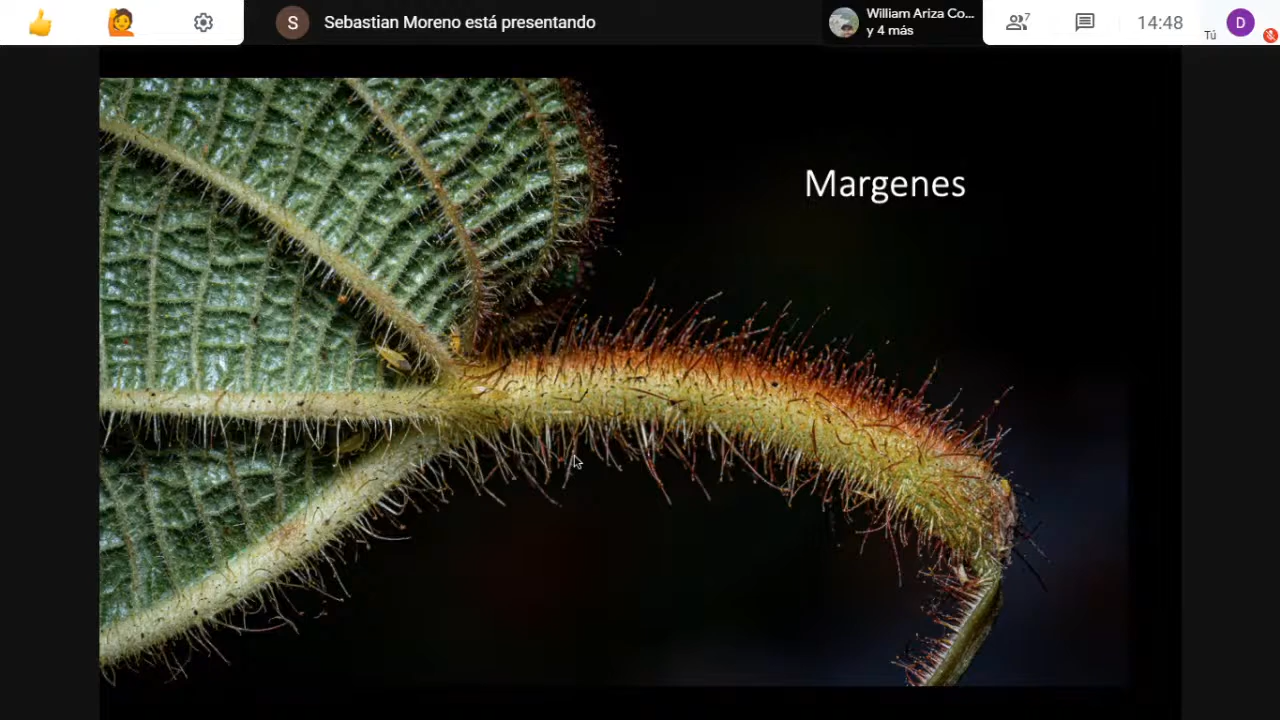 S
Sebastian Moreno está presentando
William Ariza Co...
y 4 más
7
14:48
Tú
D
Margenes